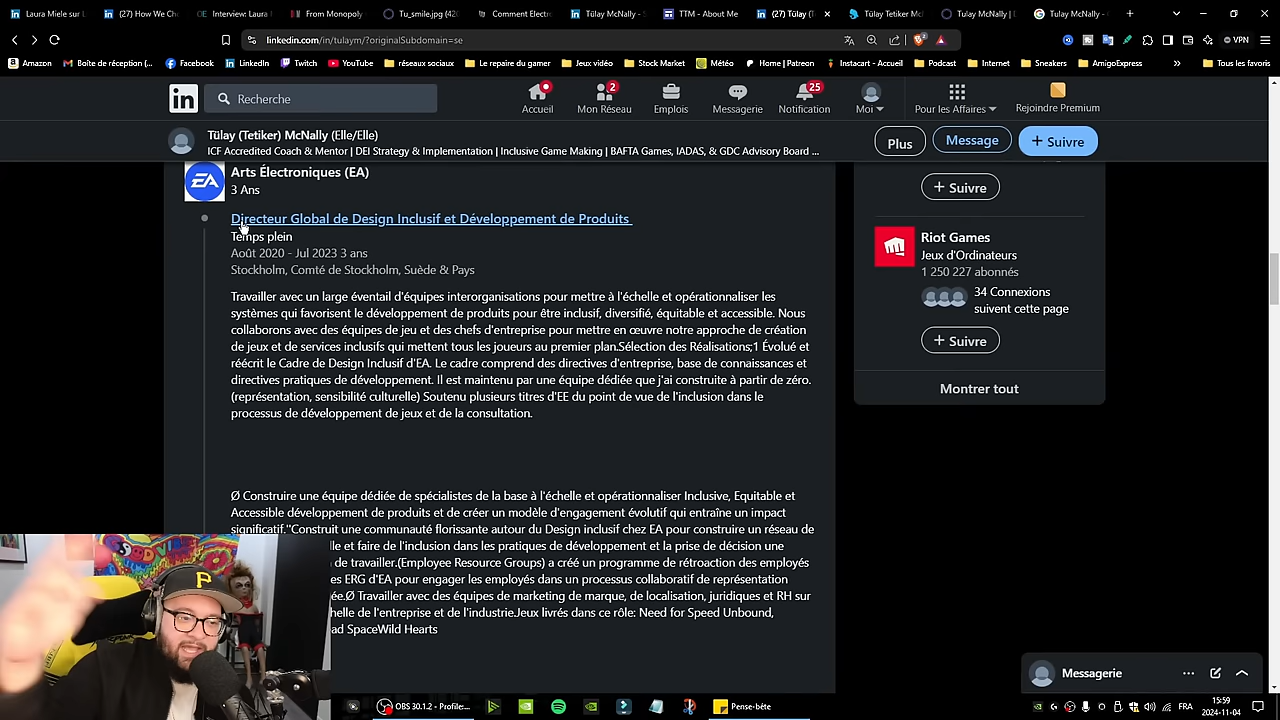 Laura Miele sur l
(27) How We Ch
Interview: Laura l
From Monopoly
Tu_smile.jpg (42
Comment Electr
Tülay McNally - S
TTM - About Me
(27) Tülay (T
Tülay Tetiker M
Tulay McNally | 
Tulay McNally - 
linkedin.com/in/tulaym/?originalSubdomain=se
VPN
Amazon
Boîte de réception (...
Facebook
LinkedIn
Twitch
YouTube
réseaux sociaux
Le repaire du gamer
Jeux vidéo
Stock Market
Météo
Home | Patreon
Instacart - Accueil
Podcast
Internet
Sneakers
AmigoExpress
»
Tous les favoris
in
Recherche
Accueil
2
Mon Réseau
Emplois
Messagerie
25
Notification
Moi
Pour les Affaires
Rejoindre Premium
Tülay (Tetiker) McNally (Elle/Elle)
ICF Accredited Coach & Mentor | DEI Strategy & Implementation | Inclusive Game Making | BAFTA Games, IADAS, & GDC Advisory Board ...
Plus
Message
+ Suivre
EA
Arts Électroniques (EA)
3 Ans
Directeur Global de Design Inclusif et Développement de Produits
Temps plein
Août 2020 - Jul 2023 3 ans
Stockholm, Comté de Stockholm, Suède & Pays
Travailler avec un large éventail d'équipes interorganisations pour mettre à l'échelle et opérationnaliser les
systèmes qui favorisent le développement de produits pour être inclusif, diversifié, équitable et accessible. Nous
collaborons avec des équipes de jeu et des chefs d'entreprise pour mettre en œuvre notre approche de création
de jeux et de services inclusifs qui mettent tous les joueurs au premier plan.Sélection des Réalisations;1 Évolué et
réécrit le Cadre de Design Inclusif d'EA. Le cadre comprend des directives d'entreprise, base de connaissances et
directives pratiques de développement. Il est maintenu par une équipe dédiée que j'ai construite à partir de zéro.
(représentation, sensibilité culturelle) Soutenu plusieurs titres d'EE du point de vue de l'inclusion dans le
processus de développement de jeux et de la consultation.
Ø Construire une équipe dédiée de spécialistes de la base à l'échelle et opérationnaliser Inclusive, Equitable et
Accessible développement de produits et de créer un modèle d'engagement évolutif qui entraîne un impact
significatif."Construit une communauté florissante autour du Design inclusif chez EA pour construire un réseau de
lle et faire de l'inclusion dans les pratiques de développement et la prise de décision une
de travailler.(Employee Resource Groups) a créé un programme de rétroaction des employés
es ERG d'EA pour engager les employés dans un processus collaboratif de représentation
ée.Ø Travailler avec des équipes de marketing de marque, de localisation, juridiques et RH sur
helle de l'entreprise et de l'industrie.Jeux livrés dans ce rôle: Need for Speed Unbound,
ad SpaceWild Hearts
+ Suivre
Riot Games
Jeux d'Ordinateurs
1 250 227 abonnés
34 Connexions
suivent cette page
+ Suivre
Montrer tout
P
Messagerie
OBS 30.1.2 - Profile:...
Pense-bête
FRA
15:59
2024-11-04